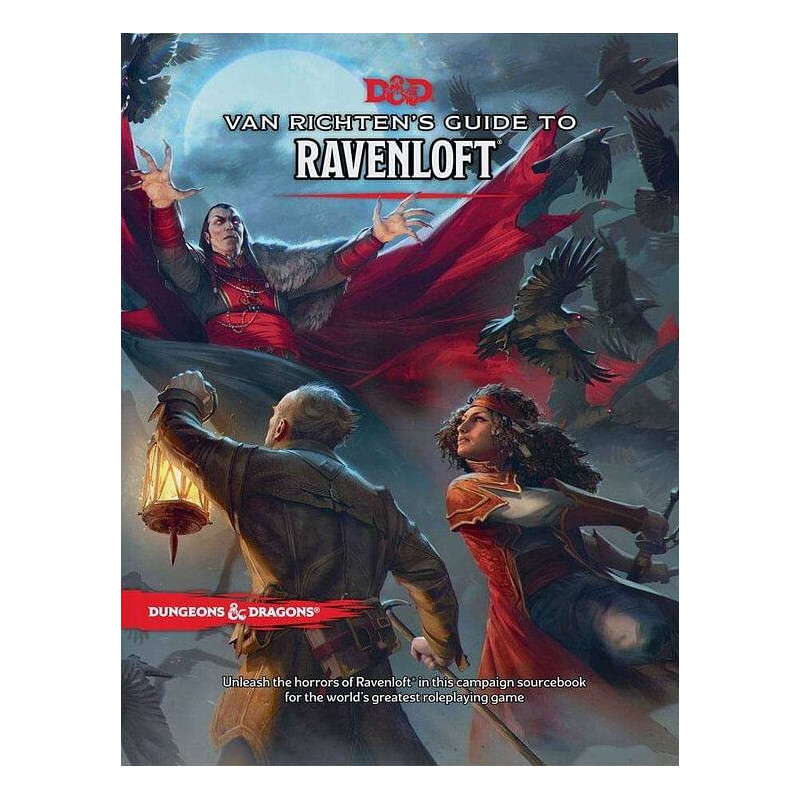 D&D
VAN RICHTEN'S GUIDE TO
RAVENLOFT®
DUNGEONS & DRAGONS®
Unleash the horrors of Ravenloft® in this campaign sourcebook
for the world's greatest roleplaying game